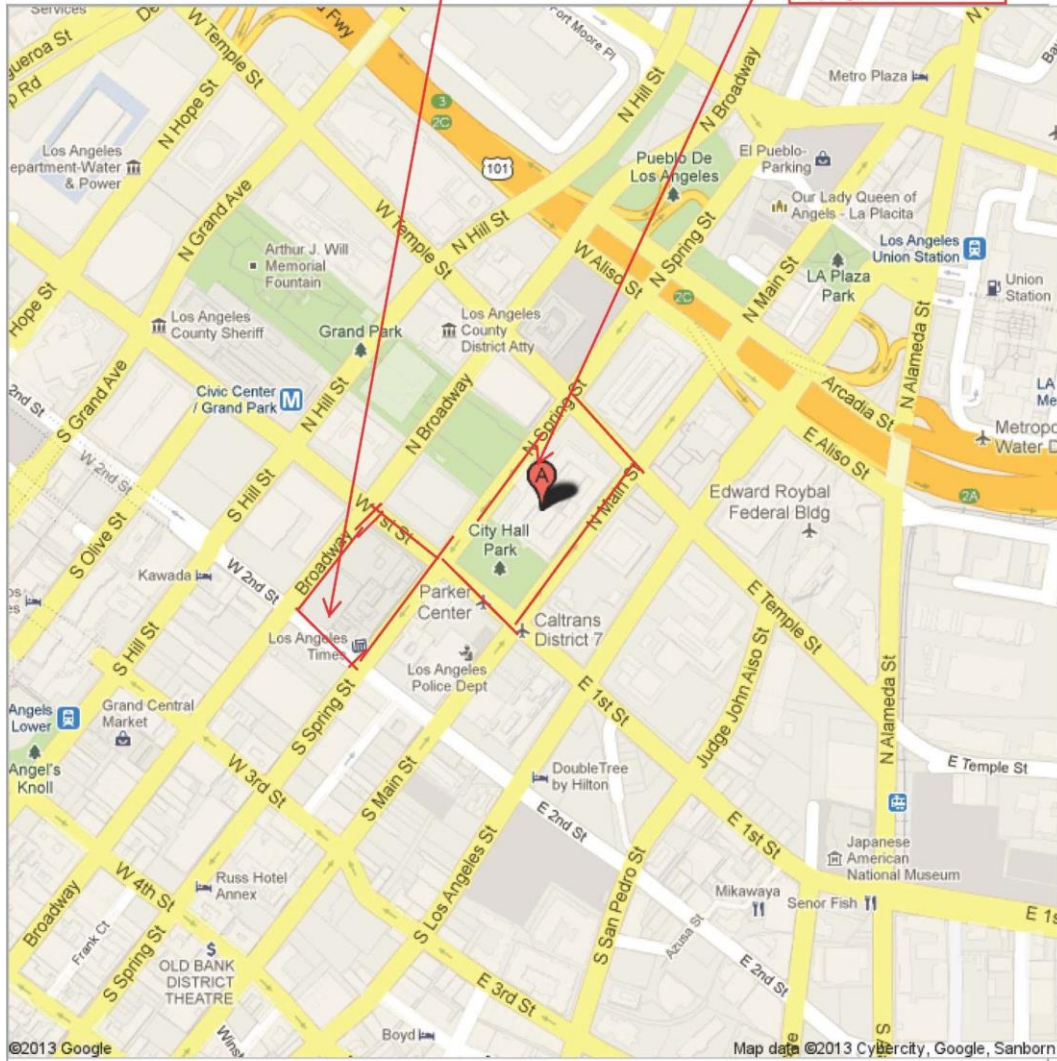 Services
W Temple St
Fwy
Fort Moore Pl
N Hill St
N Broadway
Metro Plaza
N Hope St
3
2C
101
Los Angeles
epartment-Water
& Power
Pueblo De
Los Angeles
El Pueblo-
Parking
Our Lady Queen of
Angels - La Placita
N Grand Ave
W Temple St
N Hill St
W Aliso St
N Spring St
Los Angeles
Union Station
LA Plaza
Park
Union
Station
Arthur J. Will
Memorial
Fountain
2C
N Main St
Hope St
Los Angeles
County Sheriff
Grand Park
Los Angeles
County
District Atty
N Alameda St
Arcadia St
S Grand Ave
Civic Center
/ Grand Park
M
N Hill St
N Broadway
N Spring St
LA
Me
Metropo
Water D
2nd St
W 2nd St
E Aliso St
A
2A
S Hill St
W 1st St
City Hall
Park
N Main St
Edward Roybal
Federal Bldg
S Olive St
Kawada
W 2nd St
Broadway
Parker
Center
Caltrans
District 7
E Temple St
Los Angeles
Times
Los Angeles
Police Dept
S Hill St
E 1st St
Judge John Aiso St
N Alameda St
Angels
Lower
Grand Central
Market
S Spring St
Angel's
Knoll
W 3rd St
S Main St
DoubleTree
by Hilton
E 2nd St
E Temple St
E 1st St
Japanese
American
National Museum
S Los Angeles St
W 4th St
Russ Hotel
Annex
S San Pedro St
Mikawaya
Senor Fish
E 1s
Broadway
Frank Ct
S Spring St
$
OLD BANK
DISTRICT
THEATRE
Azusa St
E 2nd St
E 3rd St
Boyd
Wins
S
©2013 Google
Map data ©2013 Cybercity, Google, Sanborn